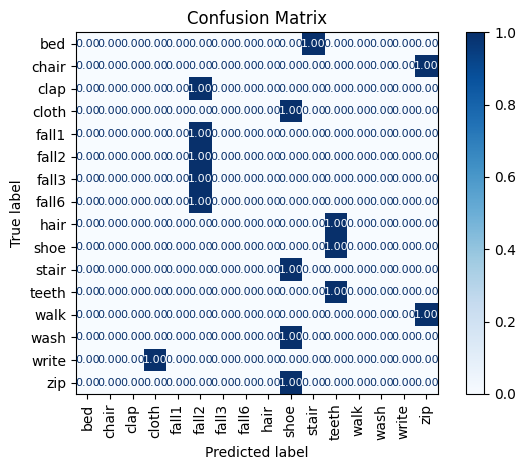 Confusion Matrix
True label
bed 0.00 0.00 0.00 0.00 0.00 0.00 0.00 0.00 0.00 0.00 1.00 0.00 0.00 0.00 0.00 0.00
chair 0.00 0.00 0.00 0.00 0.00 0.00 0.00 0.00 0.00 0.00 0.00 0.00 0.00 0.00 0.00 1.00
clap 0.00 0.00 0.00 0.00 0.00 1.00 0.00 0.00 0.00 0.00 0.00 0.00 0.00 0.00 0.00 0.00
cloth 0.00 0.00 0.00 0.00 0.00 0.00 0.00 0.00 0.00 1.00 0.00 0.00 0.00 0.00 0.00 0.00
fall1 0.00 0.00 0.00 0.00 0.00 1.00 0.00 0.00 0.00 0.00 0.00 0.00 0.00 0.00 0.00 0.00
fall2 0.00 0.00 0.00 0.00 0.00 1.00 0.00 0.00 0.00 0.00 0.00 0.00 0.00 0.00 0.00 0.00
fall3 0.00 0.00 0.00 0.00 0.00 1.00 0.00 0.00 0.00 0.00 0.00 0.00 0.00 0.00 0.00 0.00
fall6 0.00 0.00 0.00 0.00 0.00 1.00 0.00 0.00 0.00 0.00 0.00 0.00 0.00 0.00 0.00 0.00
hair 0.00 0.00 0.00 0.00 0.00 0.00 0.00 0.00 0.00 0.00 0.00 1.00 0.00 0.00 0.00 0.00
shoe 0.00 0.00 0.00 0.00 0.00 0.00 0.00 0.00 0.00 0.00 0.00 1.00 0.00 0.00 0.00 0.00
stair 0.00 0.00 0.00 0.00 0.00 0.00 0.00 0.00 0.00 1.00 0.00 0.00 0.00 0.00 0.00 0.00
teeth 0.00 0.00 0.00 0.00 0.00 0.00 0.00 0.00 0.00 0.00 0.00 1.00 0.00 0.00 0.00 0.00
walk 0.00 0.00 0.00 0.00 0.00 0.00 0.00 0.00 0.00 0.00 0.00 0.00 0.00 0.00 0.00 1.00
wash 0.00 0.00 0.00 0.00 0.00 0.00 0.00 0.00 0.00 1.00 0.00 0.00 0.00 0.00 0.00 0.00
write 0.00 0.00 0.00 1.00 0.00 0.00 0.00 0.00 0.00 0.00 0.00 0.00 0.00 0.00 0.00 0.00
zip 0.00 0.00 0.00 0.00 0.00 0.00 0.00 0.00 0.00 1.00 0.00 0.00 0.00 0.00 0.00 0.00
bed chair clap cloth fall1 fall2 fall3 fall6 hair shoe stair teeth walk wash write zip
Predicted label
1.0
0.8
0.6
0.4
0.2
0.0